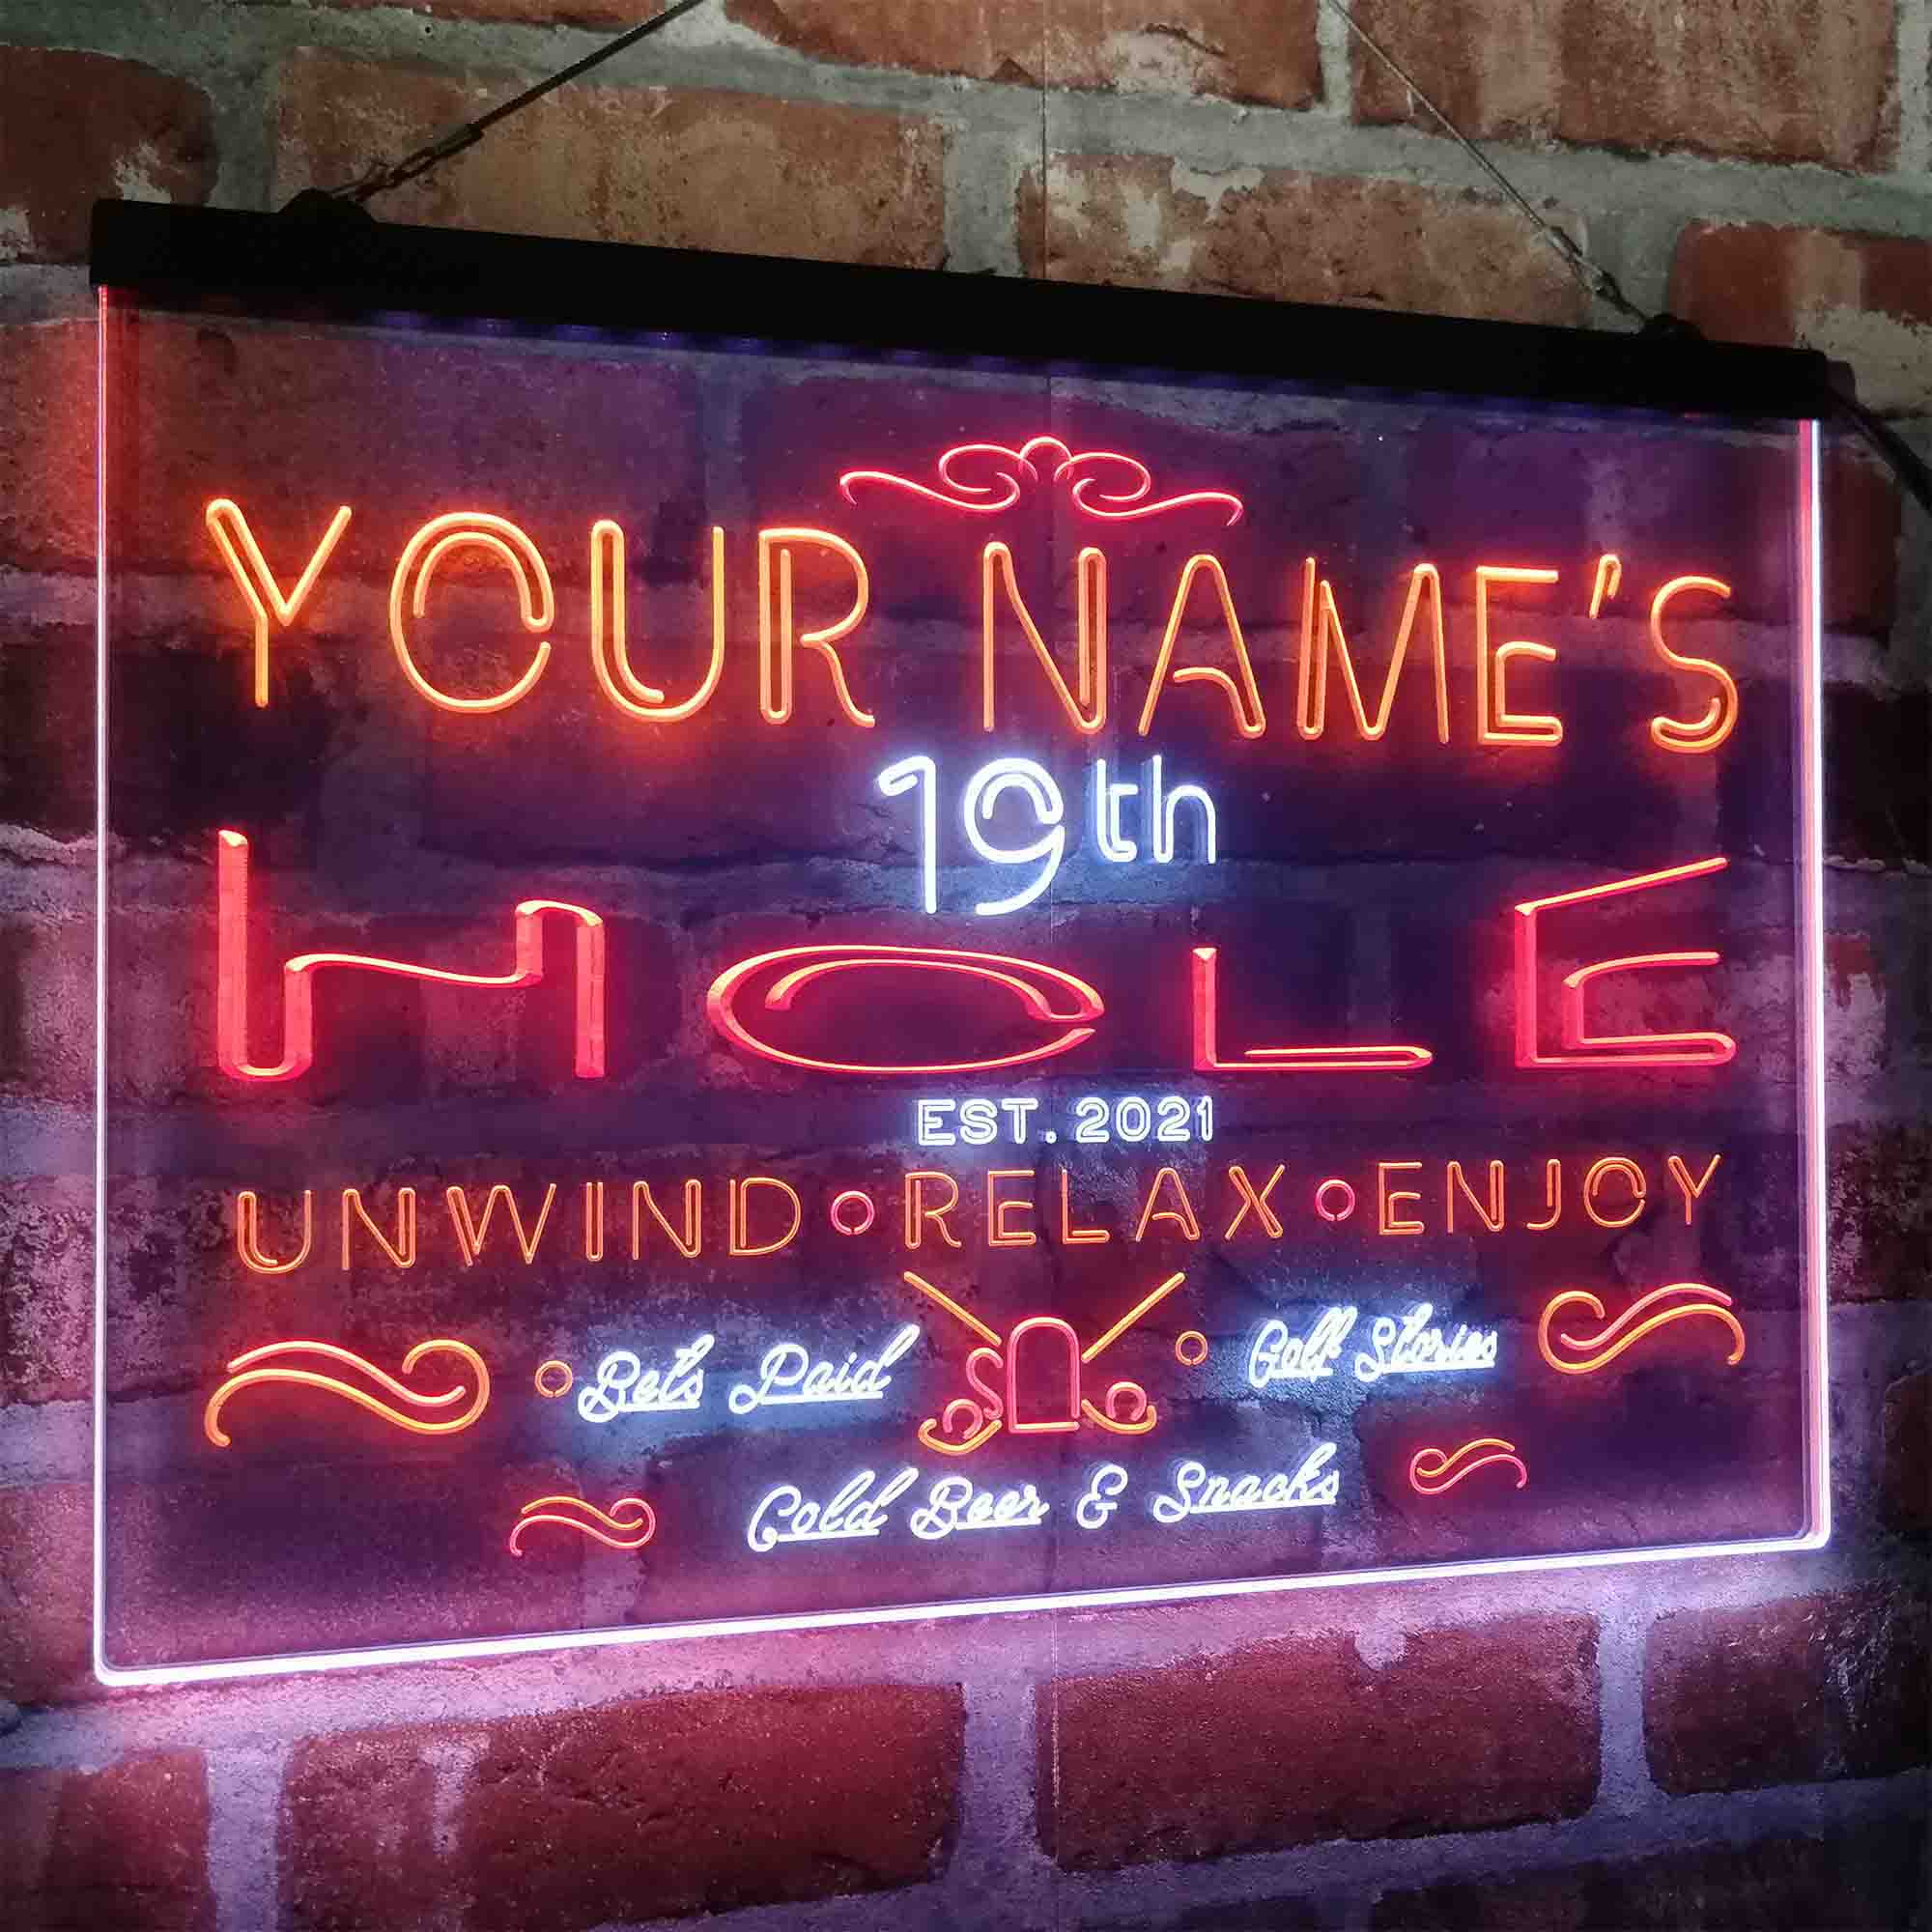 YOUR NAME'S
19th
HOLE
EST. 2021
UNWIND • RELAX • ENJOY
Bets Paid Golf Stories
Cold Beer & Snacks